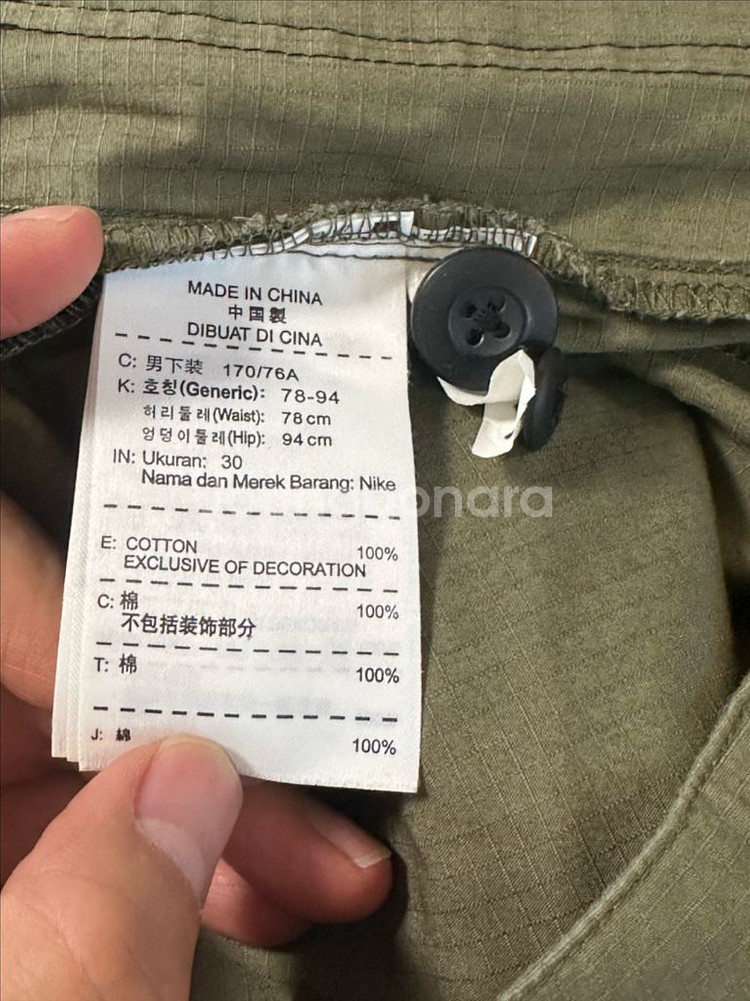 MADE IN CHINA
中国製
DIBUAT DI CINA
C: 男下装 170/76A
K: 호칭(Generic): 78-94
허리둘레(Waist): 78cm
엉덩이둘레(Hip): 94cm
IN: Ukuran: 30
Nama dan Merek Barang: Nike
E: COTTON 100%
EXCLUSIVE OF DECORATION
C: 棉 100%
不包括装饰部分
T: 棉 100%
J: 綿 100%